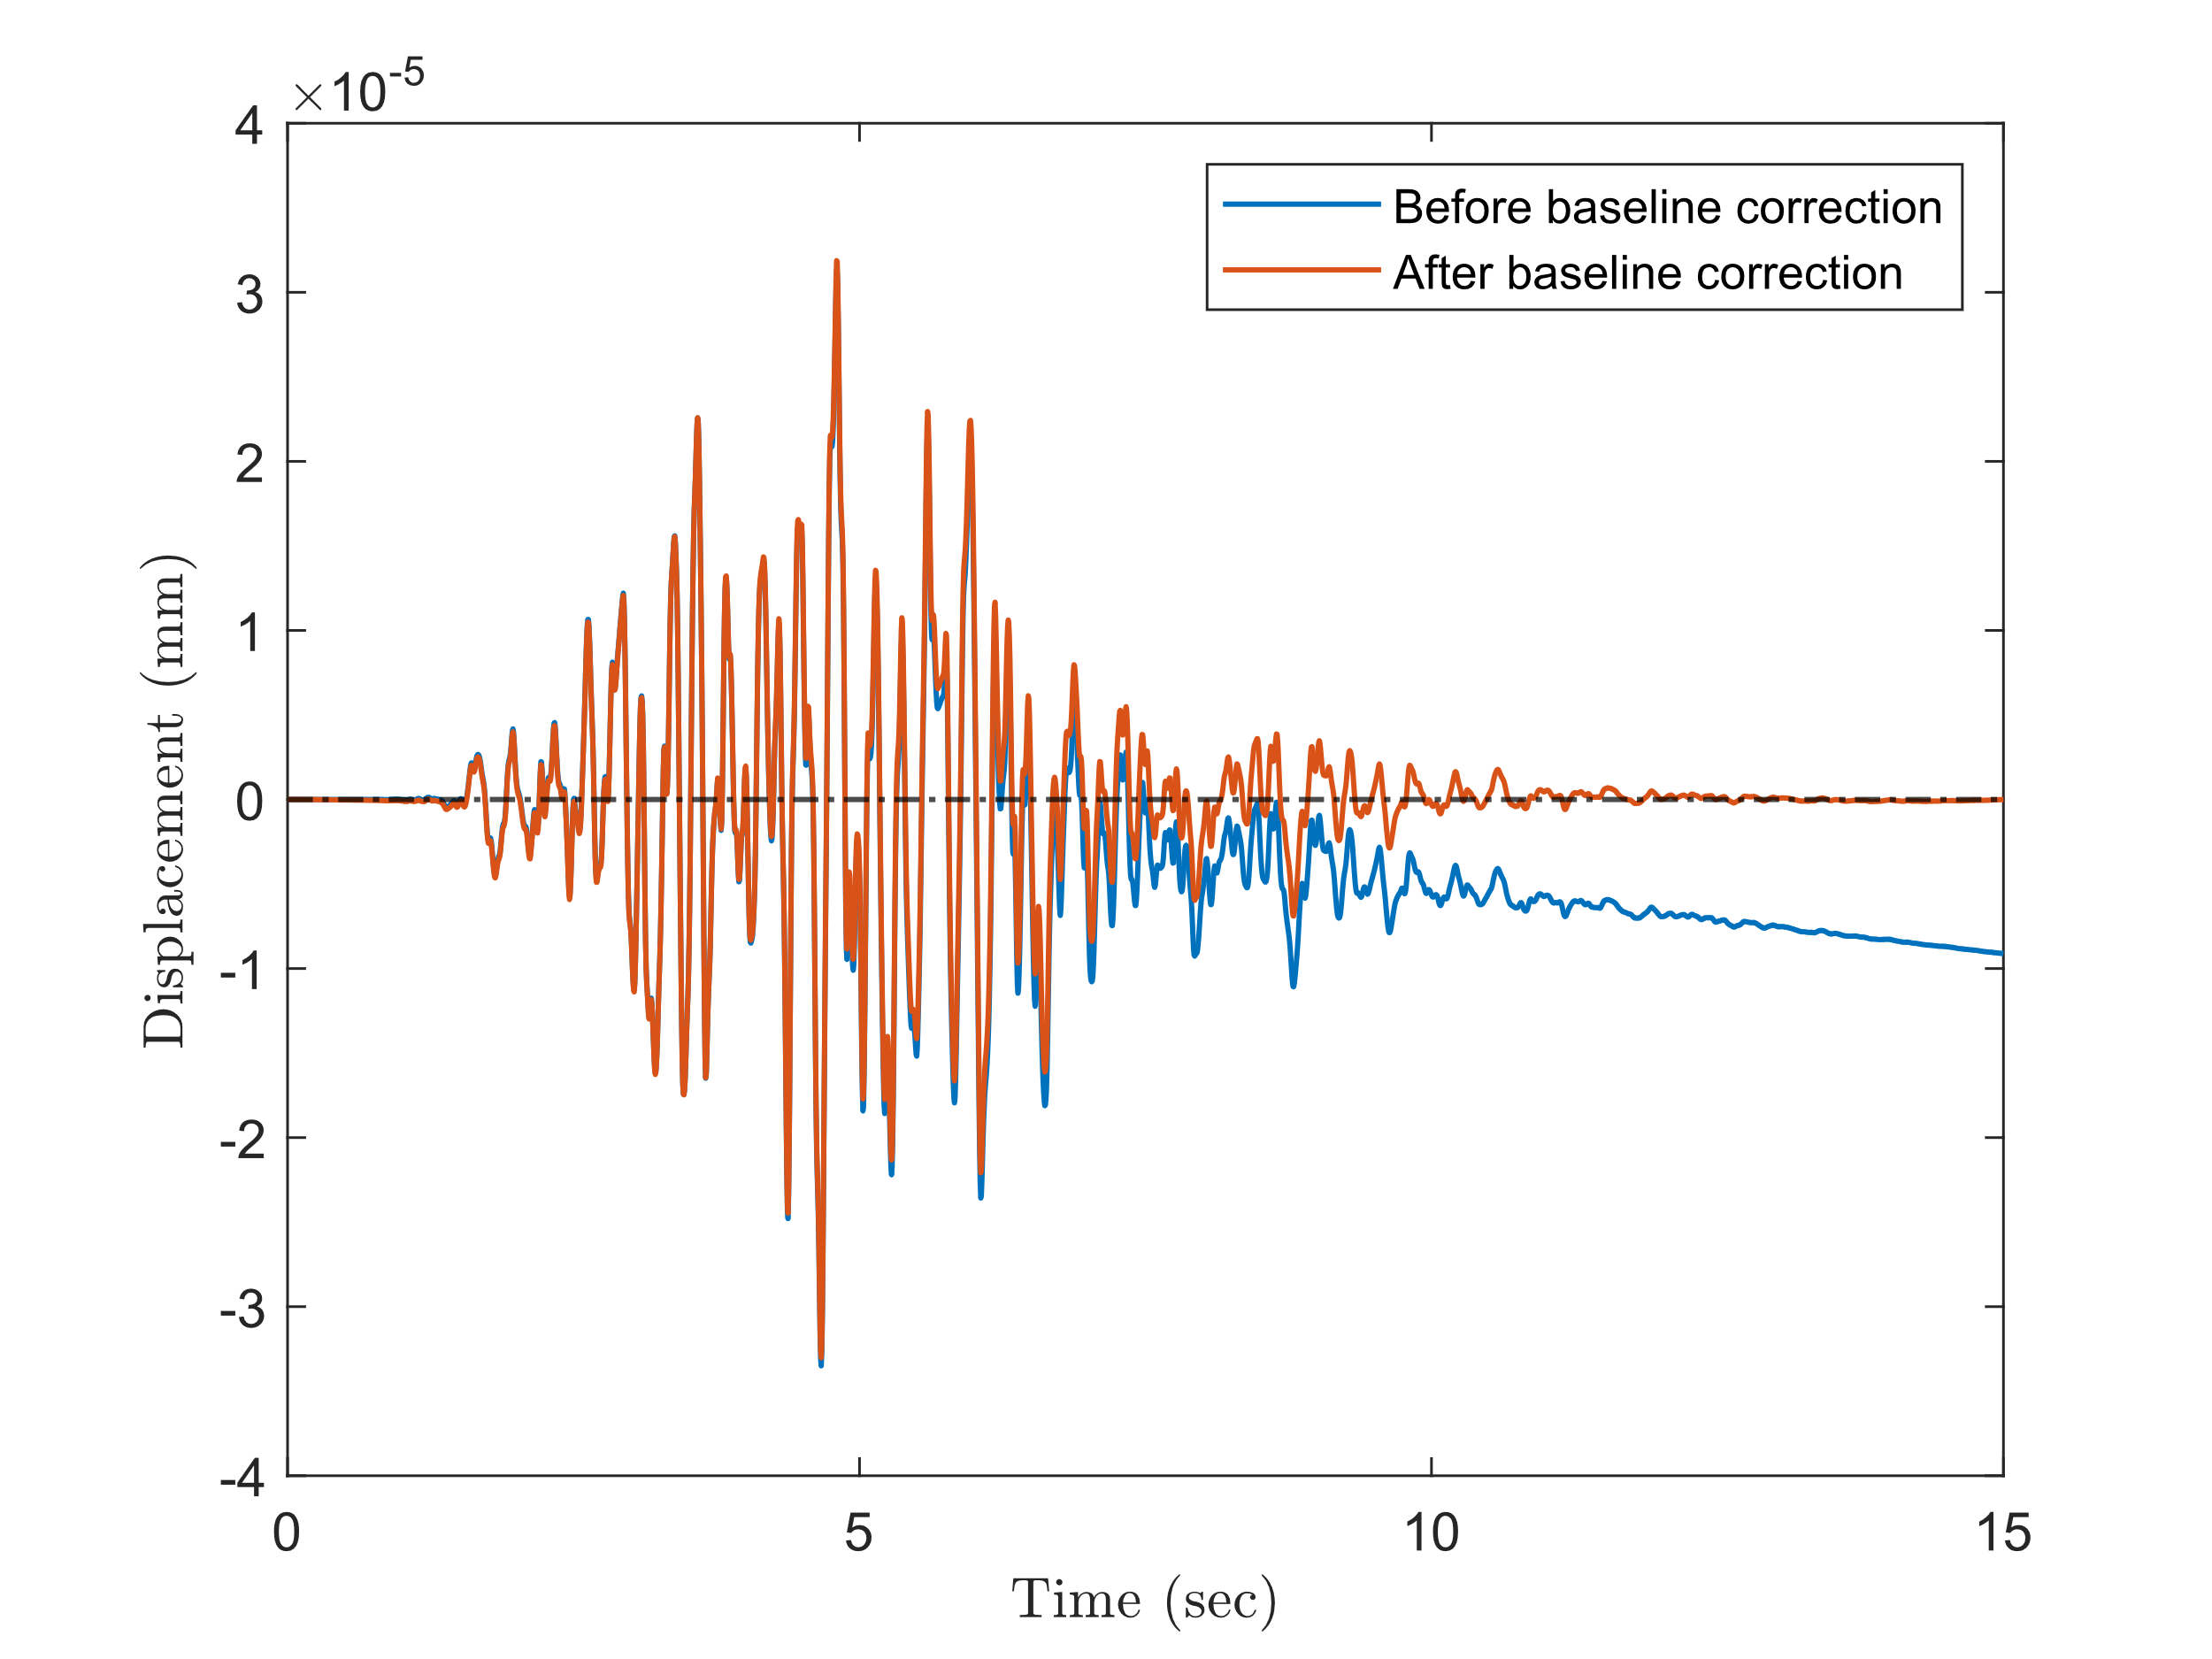 ×10-5
4
3
2
1
0
-1
-2
-3
-4
0 5 10 15
Displacement (mm)
Time (sec)
Before baseline correction
After baseline correction